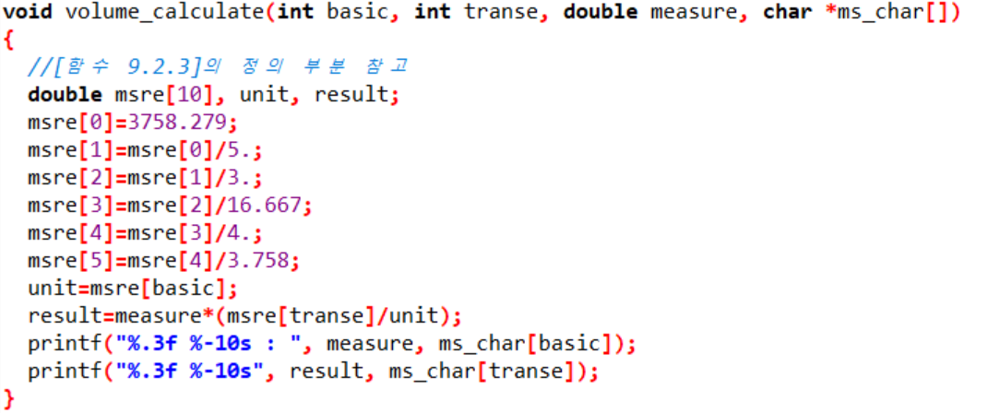 void volume_calculate(int basic, int transe, double measure, char *ms_char[])
{
//[함수 9.2.3]의 정의 부분 참고
double msre[10], unit, result;
msre[0]=3758.279;
msre[1]=msre[0]/5.;
msre[2]=msre[1]/3.;
msre[3]=msre[2]/16.667;
msre[4]=msre[3]/4.;
msre[5]=msre[4]/3.758;
unit=msre[basic];
result=measure*(msre[transe]/unit);
printf("%.3f %-10s : ", measure, ms_char[basic]);
printf("%.3f %-10s", result, ms_char[transe]);
}